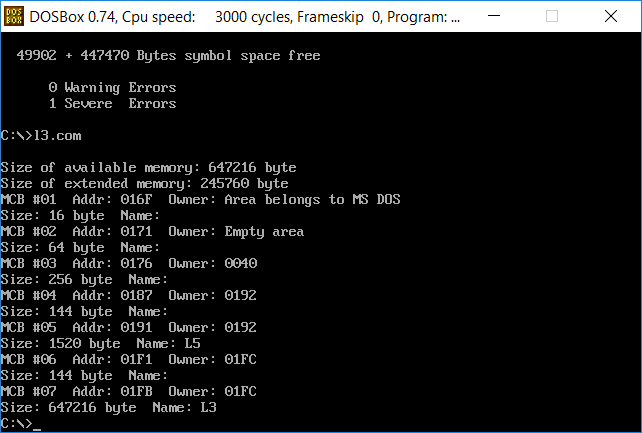 DOS BOX DOSBox 0.74, Cpu speed: 3000 cycles, Frameskip 0, Program: ...
49902 + 447470 Bytes symbol space free
0 Warning Errors
1 Severe Errors
C:\>l3.com
Size of available memory: 647216 byte
Size of extended memory: 245760 byte
MCB #01 Addr: 016F Owner: Area belongs to MS DOS
Size: 16 byte Name:
MCB #02 Addr: 0171 Owner: Empty area
Size: 64 byte Name:
MCB #03 Addr: 0176 Owner: 0040
Size: 256 byte Name:
MCB #04 Addr: 0187 Owner: 0192
Size: 144 byte Name:
MCB #05 Addr: 0191 Owner: 0192
Size: 1520 byte Name: L5
MCB #06 Addr: 01F1 Owner: 01FC
Size: 144 byte Name:
MCB #07 Addr: 01FB Owner: 01FC
Size: 647216 byte Name: L3
C:\>_